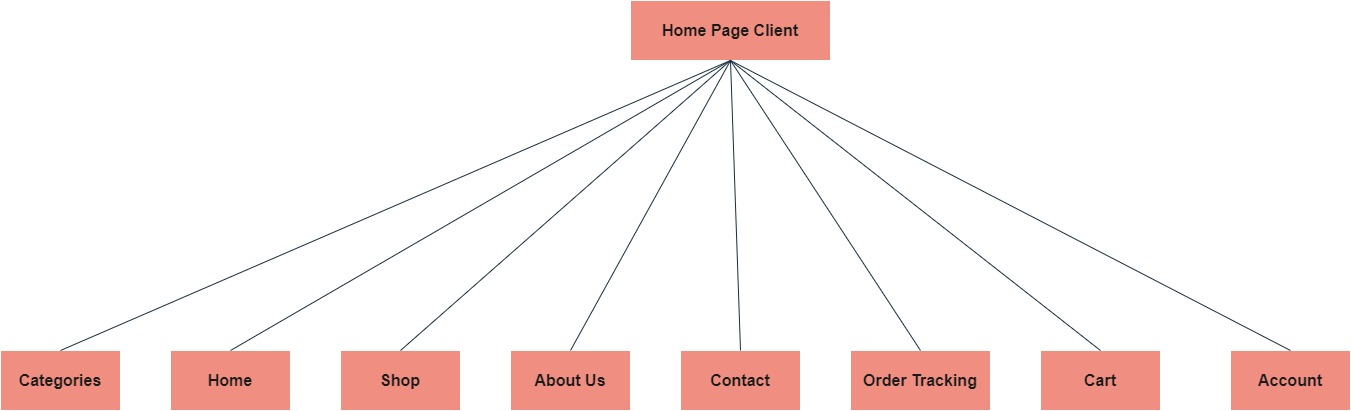 Home Page Client
Categories
Home
Shop
About Us
Contact
Order Tracking
Cart
Account